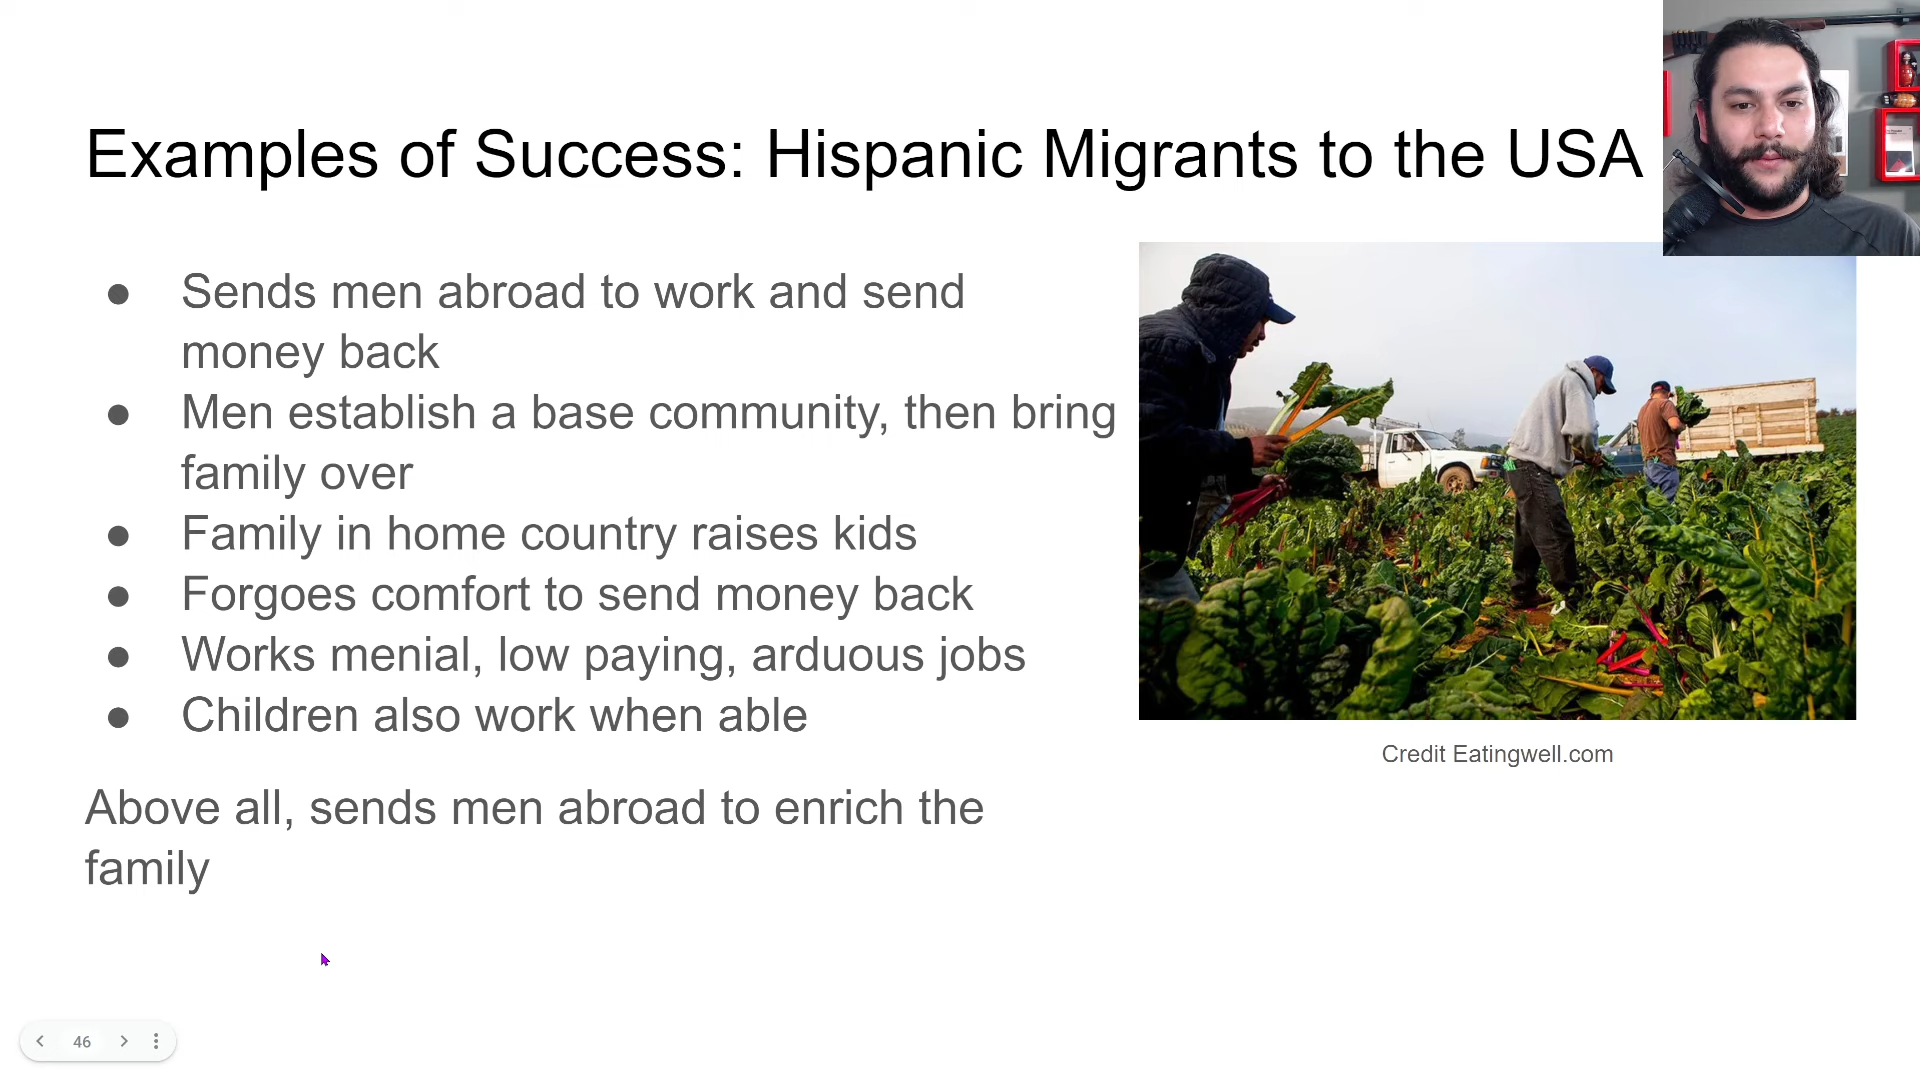 Examples of Success: Hispanic Migrants to the USA
● Sends men abroad to work and send
money back
● Men establish a base community, then bring
family over
● Family in home country raises kids
● Forgoes comfort to send money back
● Works menial, low paying, arduous jobs
● Children also work when able
Above all, sends men abroad to enrich the
family
Credit Eatingwell.com
46